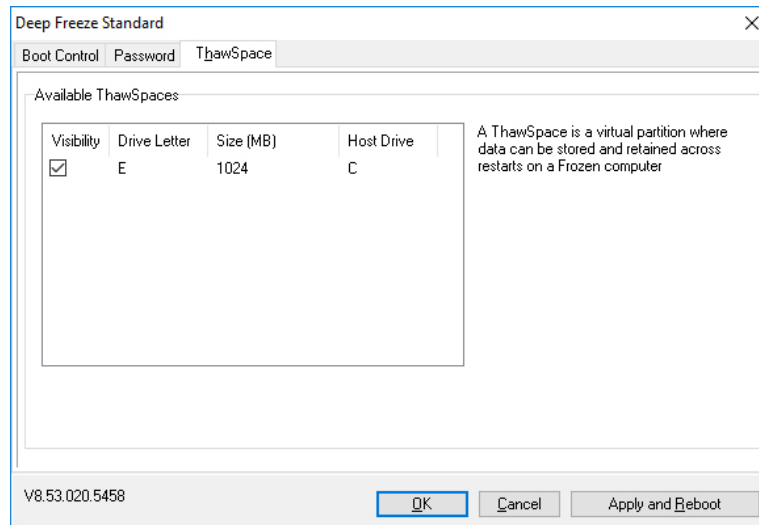 Deep Freeze Standard
Boot Control Password ThawSpace
Available ThawSpaces
Visibility Drive Letter Size (MB) Host Drive
E 1024 C
A ThawSpace is a virtual partition where
data can be stored and retained across
restarts on a Frozen computer
V8.53.020.5458
OK Cancel Apply and Reboot